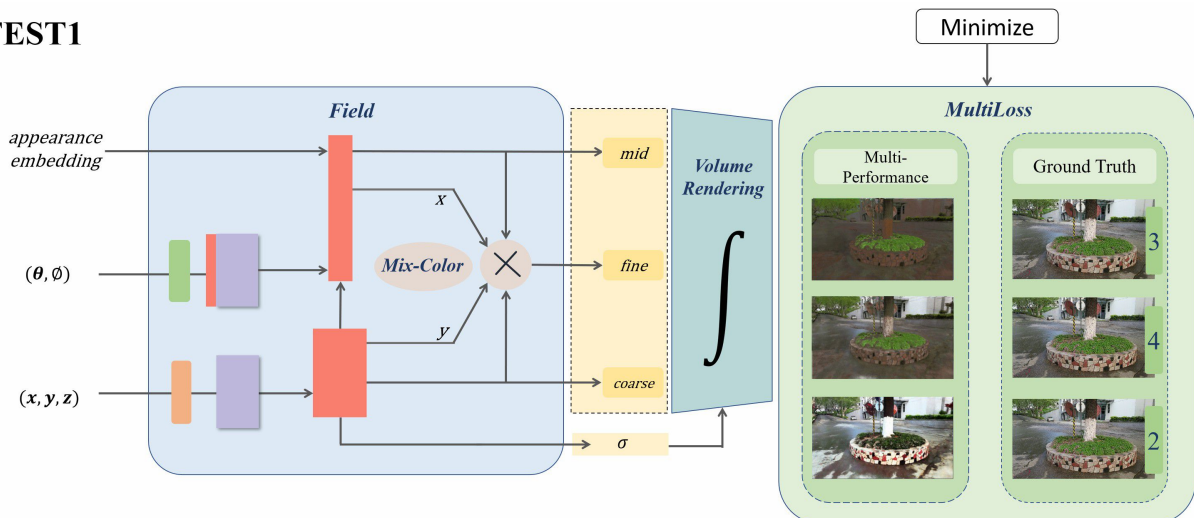 TEST1
Minimize
Field
MultiLoss
appearance
embedding
mid
Volume
Rendering
Multi-
Performance
Ground Truth
x
3
(θ,∅)
Mix-Color
fine
∫
4
y
(x,y,z)
coarse
2
σ